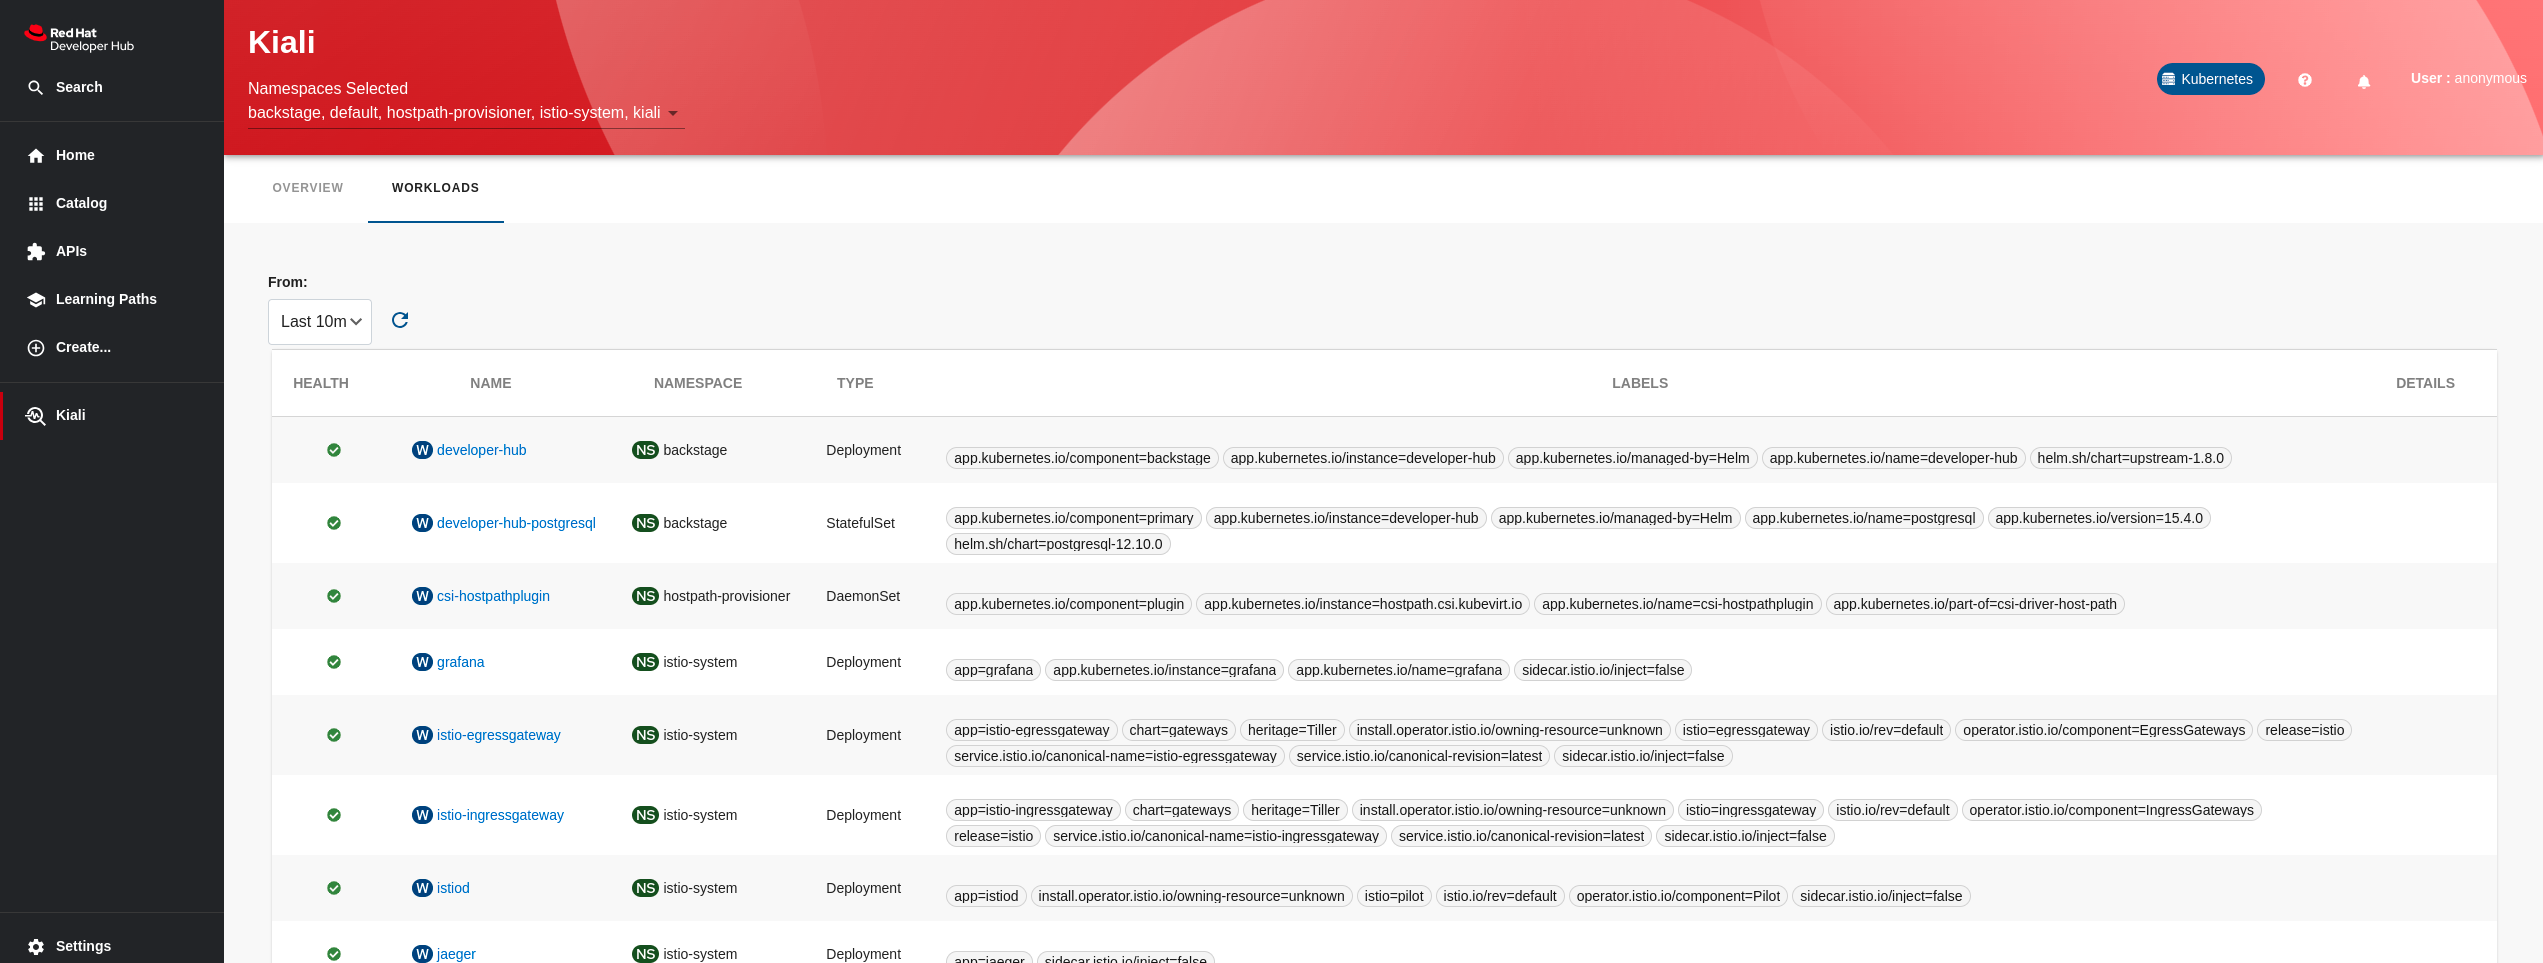 Red Hat
Developer Hub
Search
Home
Catalog
APIs
Learning Paths
Create...
Kiali
Settings
Kiali
Namespaces Selected
backstage, default, hostpath-provisioner, istio-system, kiali
Kubernetes
User : anonymous
OVERVIEW WORKLOADS
From:
Last 10m
HEALTH NAME NAMESPACE TYPE LABELS DETAILS
W developer-hub NS backstage Deployment app.kubernetes.io/component=backstage app.kubernetes.io/instance=developer-hub app.kubernetes.io/managed-by=Helm app.kubernetes.io/name=developer-hub helm.sh/chart=upstream-1.8.0
W developer-hub-postgresql NS backstage StatefulSet app.kubernetes.io/component=primary app.kubernetes.io/instance=developer-hub app.kubernetes.io/managed-by=Helm app.kubernetes.io/name=postgresql app.kubernetes.io/version=15.4.0
helm.sh/chart=postgresql-12.10.0
W csi-hostpathplugin NS hostpath-provisioner DaemonSet app.kubernetes.io/component=plugin app.kubernetes.io/instance=hostpath.csi.kubevirt.io app.kubernetes.io/name=csi-hostpathplugin app.kubernetes.io/part-of=csi-driver-host-path
W grafana NS istio-system Deployment app=grafana app.kubernetes.io/instance=grafana app.kubernetes.io/name=grafana sidecar.istio.io/inject=false
W istio-egressgateway NS istio-system Deployment app=istio-egressgateway chart=gateways heritage=Tiller install.operator.istio.io/owning-resource=unknown istio=egressgateway istio.io/rev=default operator.istio.io/component=EgressGateways release=istio
service.istio.io/canonical-name=istio-egressgateway service.istio.io/canonical-revision=latest sidecar.istio.io/inject=false
W istio-ingressgateway NS istio-system Deployment app=istio-ingressgateway chart=gateways heritage=Tiller install.operator.istio.io/owning-resource=unknown istio=ingressgateway istio.io/rev=default operator.istio.io/component=IngressGateways
release=istio service.istio.io/canonical-name=istio-ingressgateway service.istio.io/canonical-revision=latest sidecar.istio.io/inject=false
W istiod NS istio-system Deployment app=istiod install.operator.istio.io/owning-resource=unknown istio=pilot istio.io/rev=default operator.istio.io/component=Pilot sidecar.istio.io/inject=false
W jaeger NS istio-system Deployment app=jaeger sidecar.istio.io/inject=false